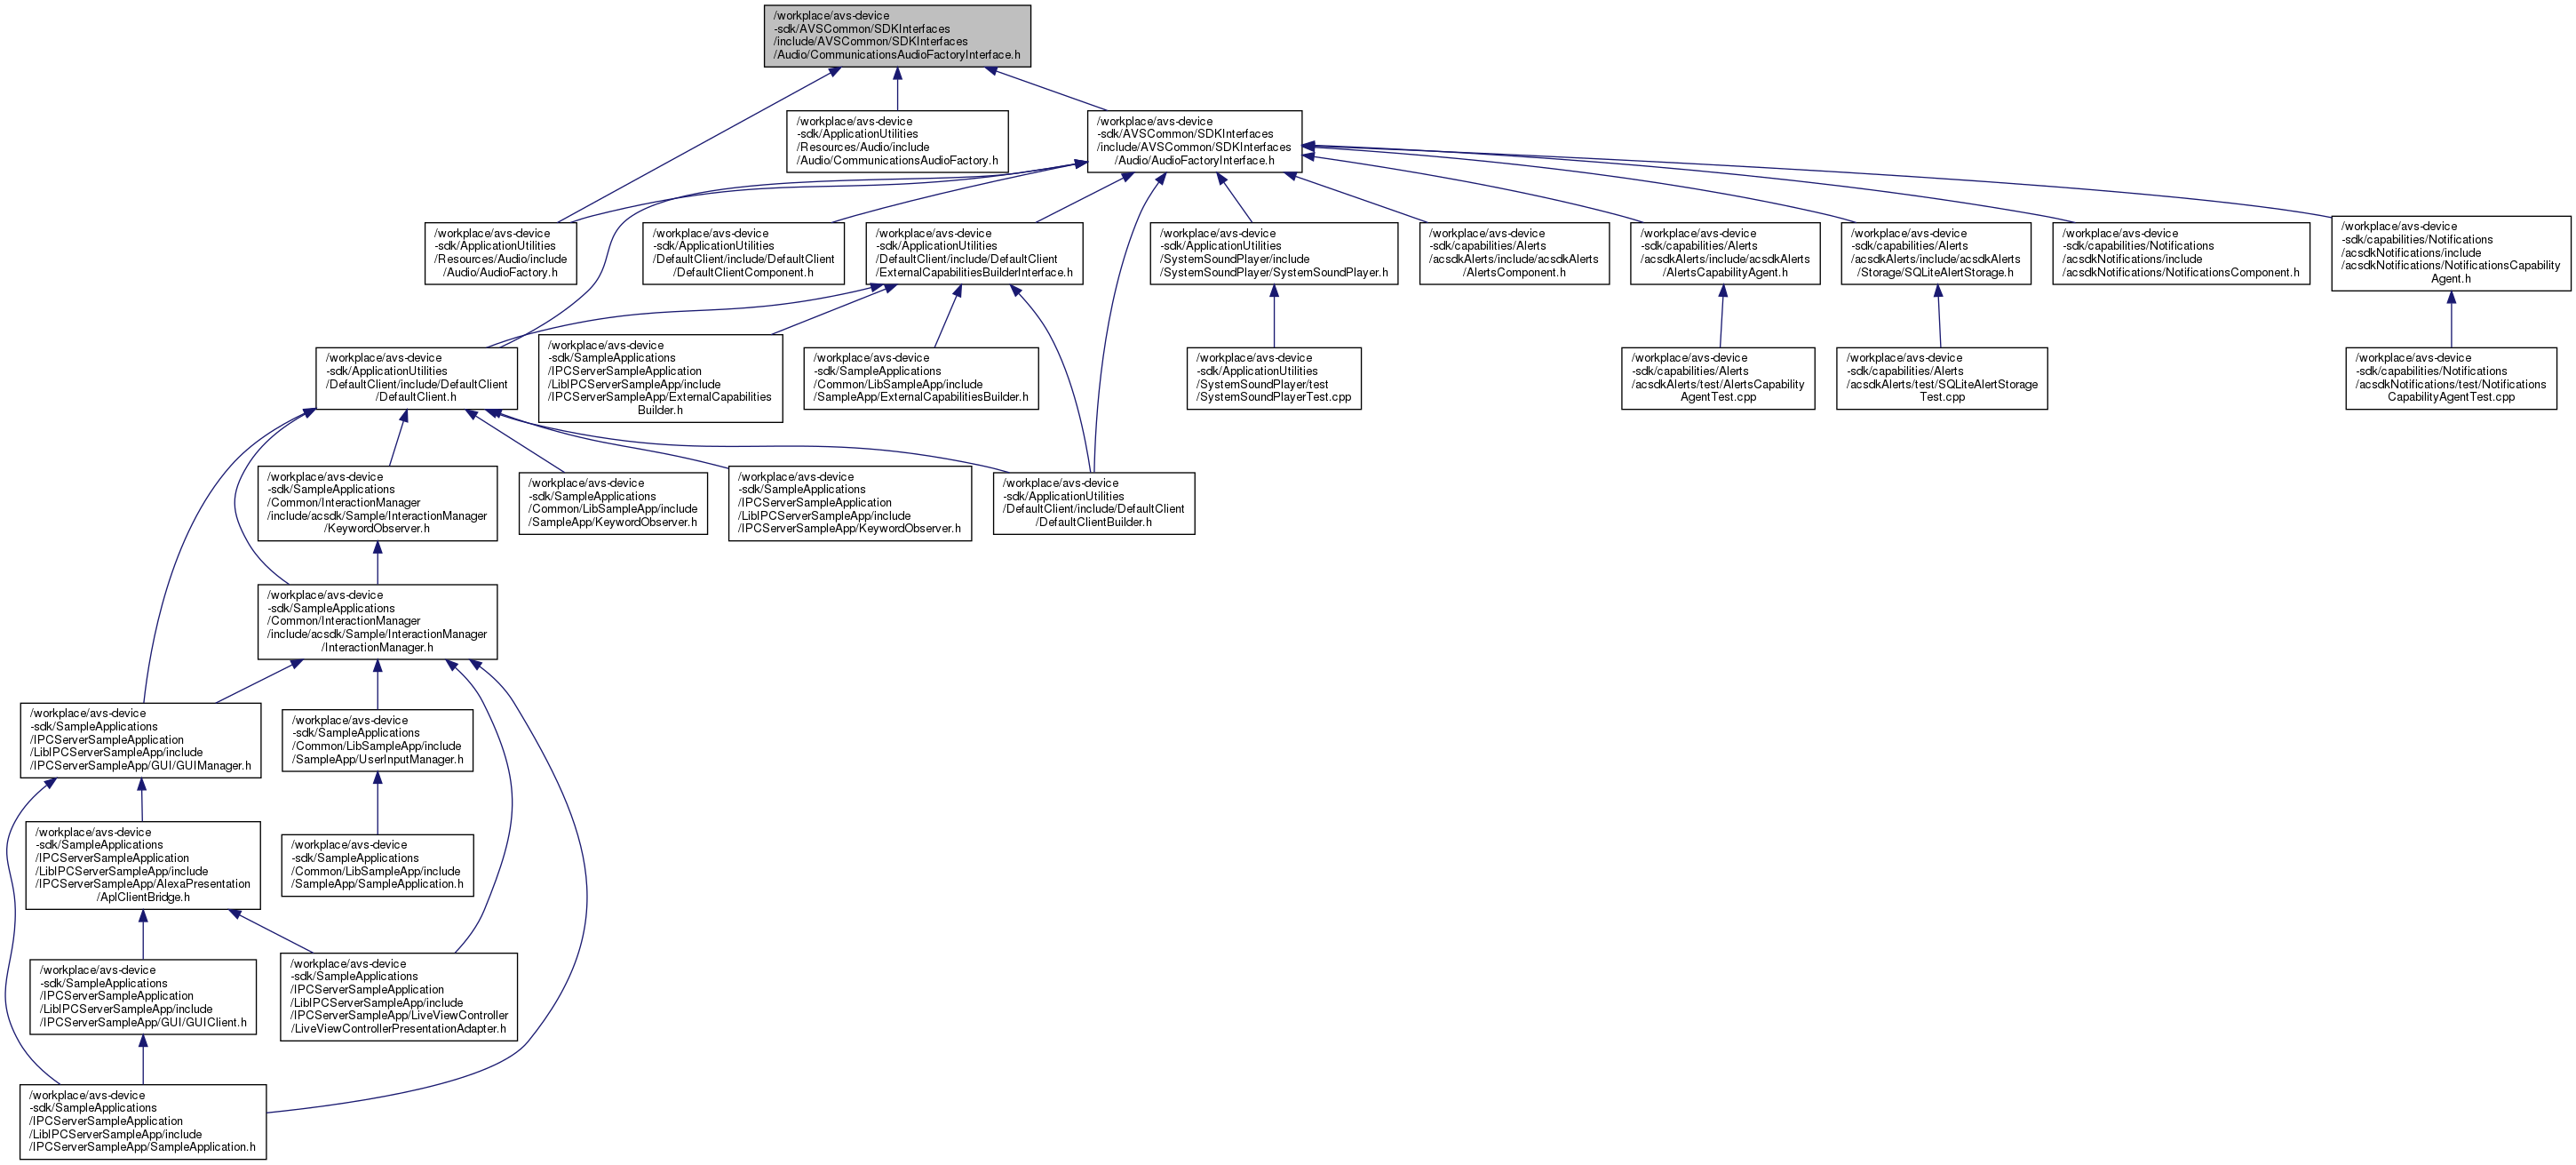 /workplace/avs-device
-sdk/AVSCommon/SDKInterfaces
/include/AVSCommon/SDKInterfaces
/Audio/CommunicationsAudioFactoryInterface.h
/workplace/avs-device
-sdk/ApplicationUtilities
/Resources/Audio/include
/Audio/CommunicationsAudioFactory.h
/workplace/avs-device
-sdk/AVSCommon/SDKInterfaces
/include/AVSCommon/SDKInterfaces
/Audio/AudioFactoryInterface.h
/workplace/avs-device
-sdk/ApplicationUtilities
/Resources/Audio/include
/Audio/AudioFactory.h
/workplace/avs-device
-sdk/ApplicationUtilities
/DefaultClient/include/DefaultClient
/DefaultClientComponent.h
/workplace/avs-device
-sdk/ApplicationUtilities
/DefaultClient/include/DefaultClient
/ExternalCapabilitiesBuilderInterface.h
/workplace/avs-device
-sdk/ApplicationUtilities
/SystemSoundPlayer/include
/SystemSoundPlayer/SystemSoundPlayer.h
/workplace/avs-device
-sdk/capabilities/Alerts
/acsdkAlerts/include/acsdkAlerts
/AlertsComponent.h
/workplace/avs-device
-sdk/capabilities/Alerts
/acsdkAlerts/include/acsdkAlerts
/AlertsCapabilityAgent.h
/workplace/avs-device
-sdk/capabilities/Alerts
/acsdkAlerts/include/acsdkAlerts
/Storage/SQLiteAlertStorage.h
/workplace/avs-device
-sdk/capabilities/Notifications
/acsdkNotifications/include
/acsdkNotifications/NotificationsComponent.h
/workplace/avs-device
-sdk/capabilities/Notifications
/acsdkNotifications/include
/acsdkNotifications/NotificationsCapability
Agent.h
/workplace/avs-device
-sdk/ApplicationUtilities
/DefaultClient/include/DefaultClient
/DefaultClient.h
/workplace/avs-device
-sdk/SampleApplications
/IPCServerSampleApplication
/LibIPCServerSampleApp/include
/IPCServerSampleApp/ExternalCapabilities
Builder.h
/workplace/avs-device
-sdk/SampleApplications
/Common/LibSampleApp/include
/SampleApp/ExternalCapabilitiesBuilder.h
/workplace/avs-device
-sdk/ApplicationUtilities
/SystemSoundPlayer/test
/SystemSoundPlayerTest.cpp
/workplace/avs-device
-sdk/capabilities/Alerts
/acsdkAlerts/test/AlertsCapability
AgentTest.cpp
/workplace/avs-device
-sdk/capabilities/Alerts
/acsdkAlerts/test/SQLiteAlertStorage
Test.cpp
/workplace/avs-device
-sdk/capabilities/Notifications
/acsdkNotifications/test/Notifications
CapabilityAgentTest.cpp
/workplace/avs-device
-sdk/SampleApplications
/Common/InteractionManager
/include/acsdk/Sample/InteractionManager
/KeywordObserver.h
/workplace/avs-device
-sdk/SampleApplications
/Common/LibSampleApp/include
/SampleApp/KeywordObserver.h
/workplace/avs-device
-sdk/SampleApplications
/IPCServerSampleApplication
/LibIPCServerSampleApp/include
/IPCServerSampleApp/KeywordObserver.h
/workplace/avs-device
-sdk/ApplicationUtilities
/DefaultClient/include/DefaultClient
/DefaultClientBuilder.h
/workplace/avs-device
-sdk/SampleApplications
/Common/InteractionManager
/include/acsdk/Sample/InteractionManager
/InteractionManager.h
/workplace/avs-device
-sdk/SampleApplications
/IPCServerSampleApplication
/LibIPCServerSampleApp/include
/IPCServerSampleApp/GUI/GUIManager.h
/workplace/avs-device
-sdk/SampleApplications
/Common/LibSampleApp/include
/SampleApp/UserInputManager.h
/workplace/avs-device
-sdk/SampleApplications
/IPCServerSampleApplication
/LibIPCServerSampleApp/include
/IPCServerSampleApp/AlexaPresentation
/AplClientBridge.h
/workplace/avs-device
-sdk/SampleApplications
/Common/LibSampleApp/include
/SampleApp/SampleApplication.h
/workplace/avs-device
-sdk/SampleApplications
/IPCServerSampleApplication
/LibIPCServerSampleApp/include
/IPCServerSampleApp/GUI/GUIClient.h
/workplace/avs-device
-sdk/SampleApplications
/IPCServerSampleApplication
/LibIPCServerSampleApp/include
/IPCServerSampleApp/LiveViewController
/LiveViewControllerPresentationAdapter.h
/workplace/avs-device
-sdk/SampleApplications
/IPCServerSampleApplication
/LibIPCServerSampleApp/include
/IPCServerSampleApp/SampleApplication.h